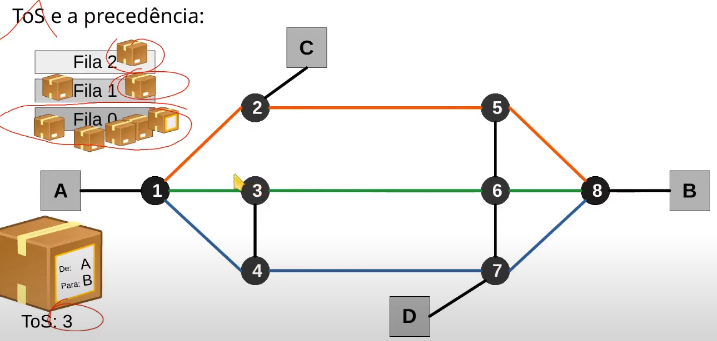 ToS e a precedência:
C
Fila 2
Fila 1
Fila 0
2
5
A
1
3
6
8
B
De: A
Para: B
4
7
D
ToS: 3